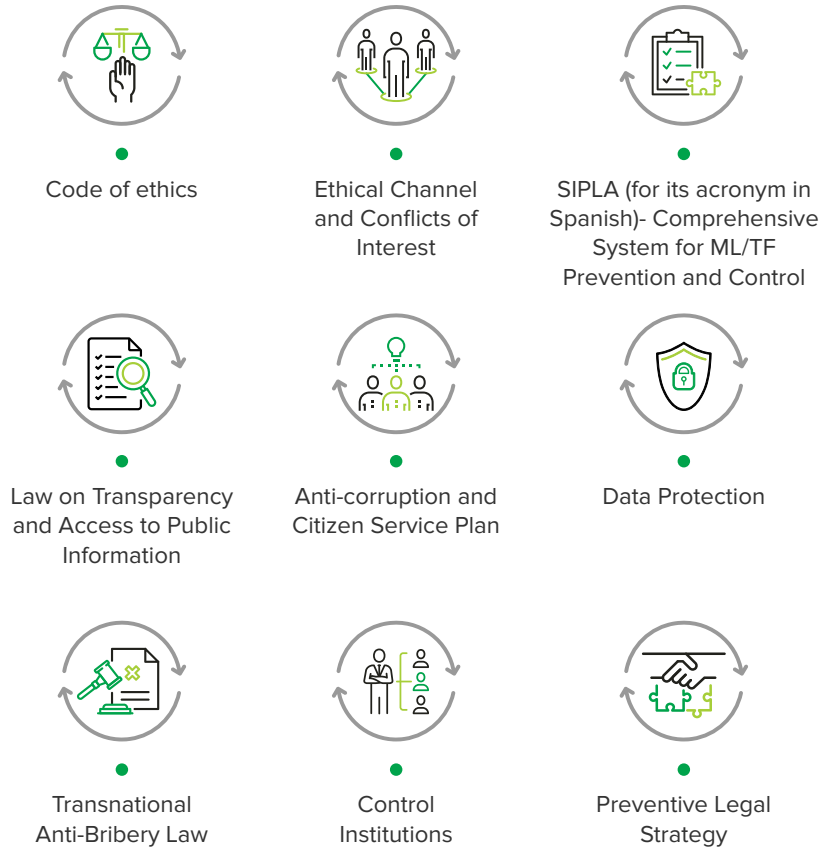 Code of ethics
Ethical Channel
and Conflicts of
Interest
SIPLA (for its acronym in
Spanish)- Comprehensive
System for ML/TF
Prevention and Control
Law on Transparency
and Access to Public
Information
Anti-corruption and
Citizen Service Plan
Data Protection
Transnational
Anti-Bribery Law
Control
Institutions
Preventive Legal
Strategy